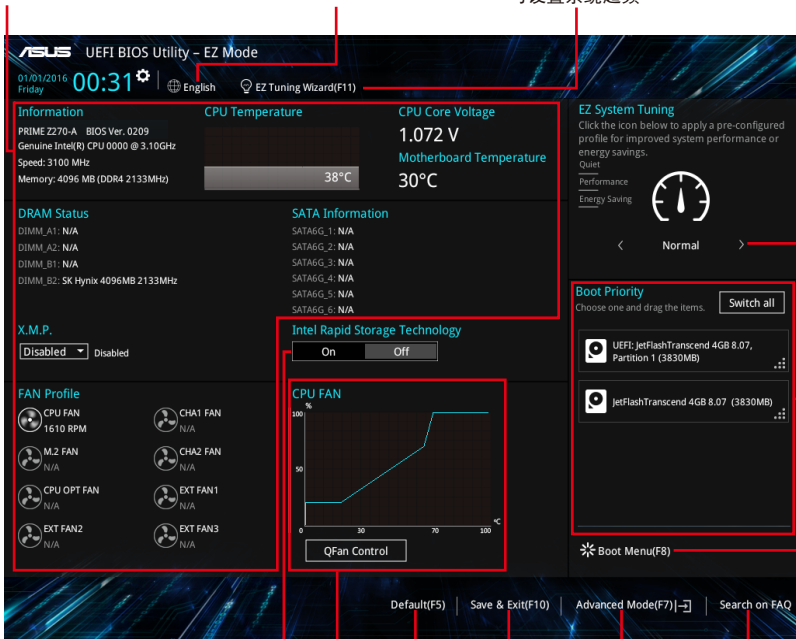 可设置系统超频
ASUS UEFI BIOS Utility – EZ Mode
01/01/2016
Friday
00:31
English
EZ Tuning Wizard(F11)
Information
PRIME Z270-A BIOS Ver. 0209
Genuine Intel(R) CPU 0000 @ 3.10GHz
Speed: 3100 MHz
Memory: 4096 MB (DDR4 2133MHz)
CPU Temperature
38°C
CPU Core Voltage
1.072 V
Motherboard Temperature
30°C
EZ System Tuning
Click the icon below to apply a pre-configured
profile for improved system performance or
energy savings.
Quiet
Performance
Energy Saving
< Normal >
DRAM Status
DIMM_A1: N/A
DIMM_A2: N/A
DIMM_B1: N/A
DIMM_B2: SK Hynix 4096MB 2133MHz
SATA Information
SATA6G_1: N/A
SATA6G_2: N/A
SATA6G_3: N/A
SATA6G_4: N/A
SATA6G_5: N/A
SATA6G_6: N/A
X.M.P.
Disabled Disabled
Intel Rapid Storage Technology
On Off
Boot Priority
Choose one and drag the items.
Switch all
UEFI: JetFlashTranscend 4GB 8.07,
Partition 1 (3830MB)
JetFlashTranscend 4GB 8.07 (3830MB)
FAN Profile
CPU FAN
1610 RPM
CHA1 FAN
N/A
M.2 FAN
N/A
CHA2 FAN
N/A
CPU OPT FAN
N/A
EXT FAN1
N/A
EXT FAN2
N/A
EXT FAN3
N/A
CPU FAN
%
100
50
0 30 70 100
°C
QFan Control
Boot Menu(F8)
Default(F5)
Save & Exit(F10)
Advanced Mode(F7)
Search on FAQ